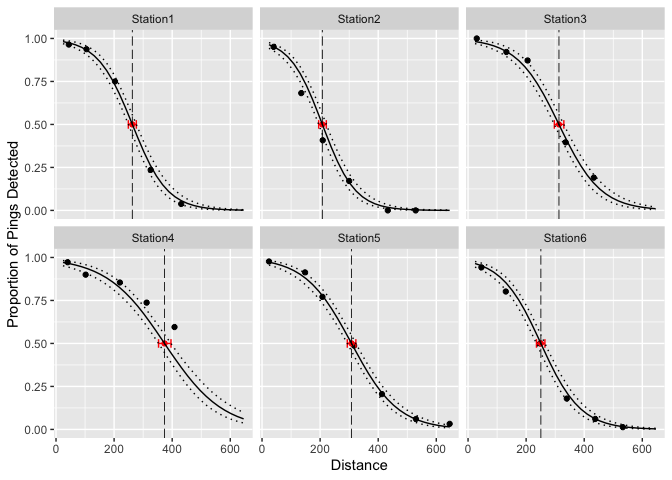 Station1 Station2 Station3
1.00
0.75
0.50
0.25
0.00
Station4 Station5 Station6
1.00
0.75
0.50
0.25
0.00
0 200 400 600 0 200 400 600 0 200 400 600
Distance
Proportion of Pings Detected